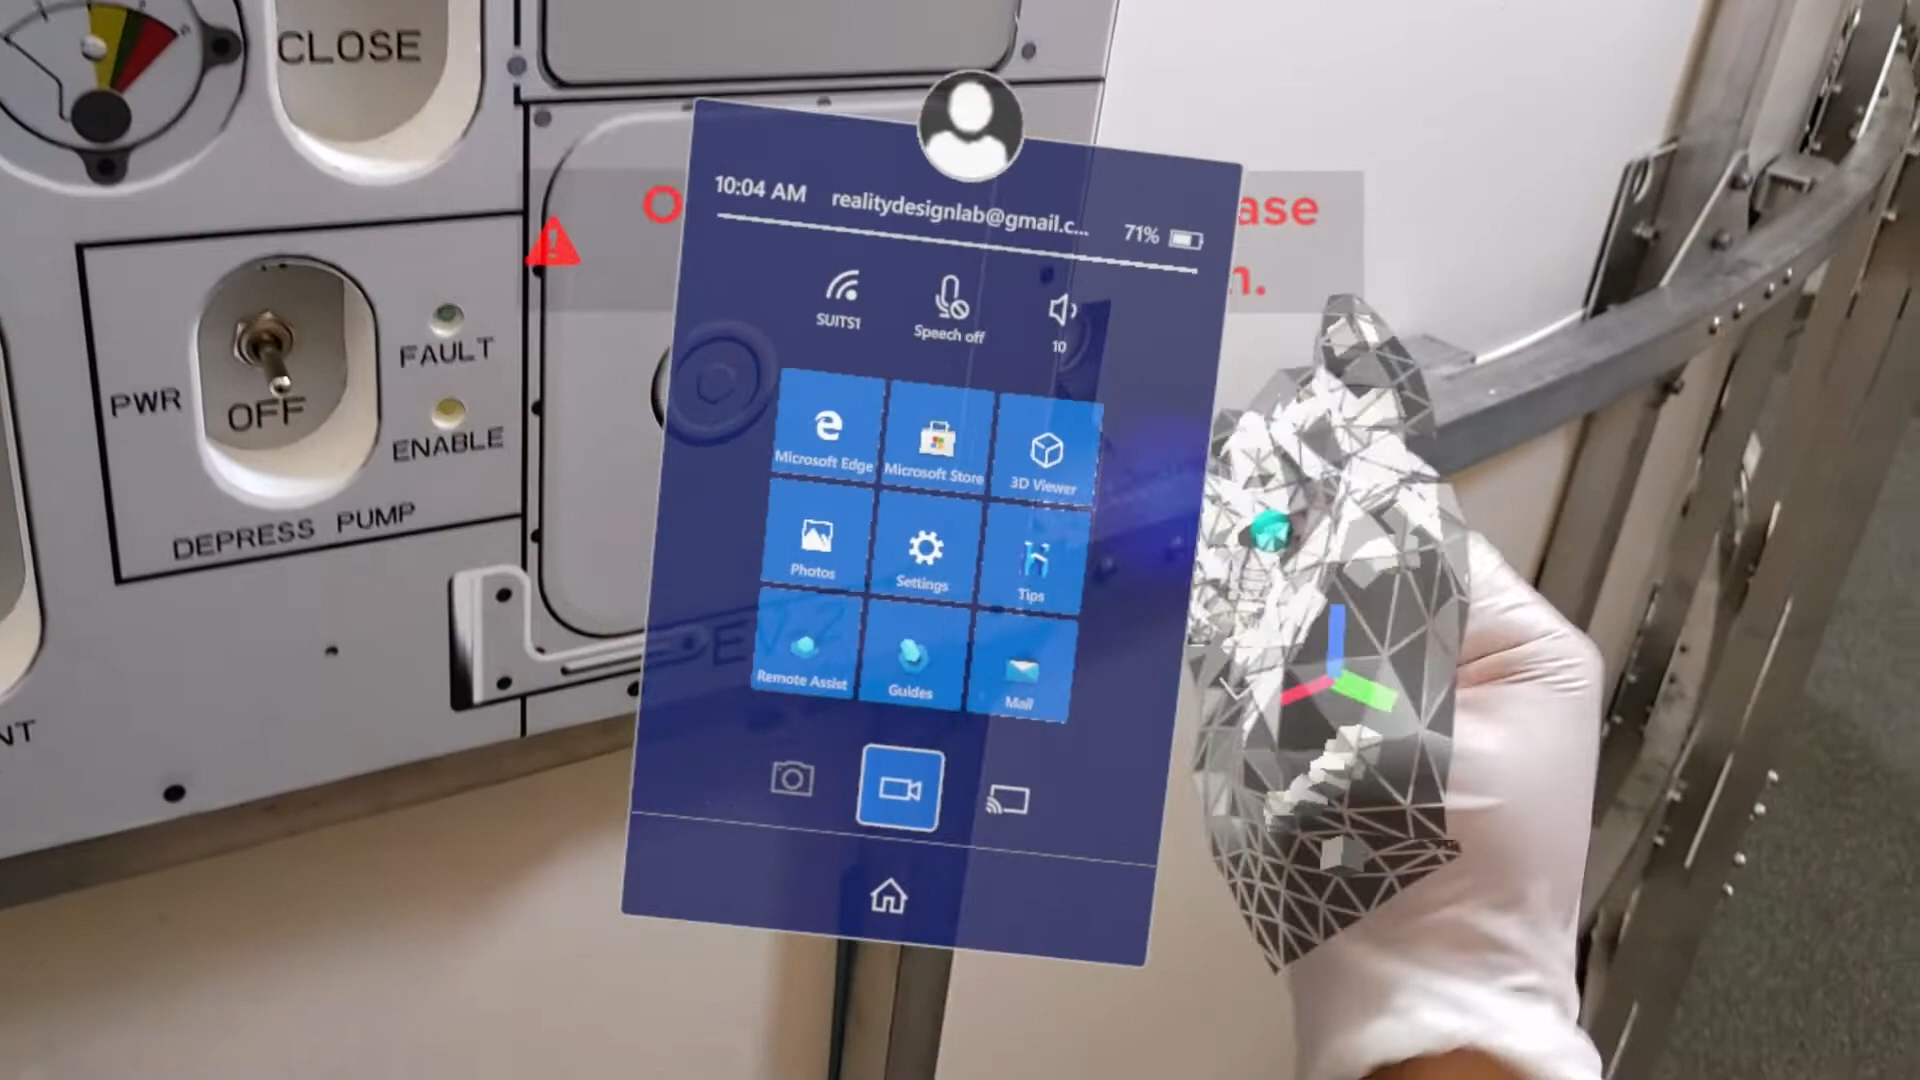 CLOSE
10:04 AM realitydesignlab@gmail.c... 71%
ase
n.
SUITS1
Speech off
10
PWR
OFF
FAULT
ENABLE
DEPRESS PUMP
Microsoft Edge
Microsoft Store
3D Viewer
Photos
Settings
Tips
Remote Assist
Guides
Mail
NT